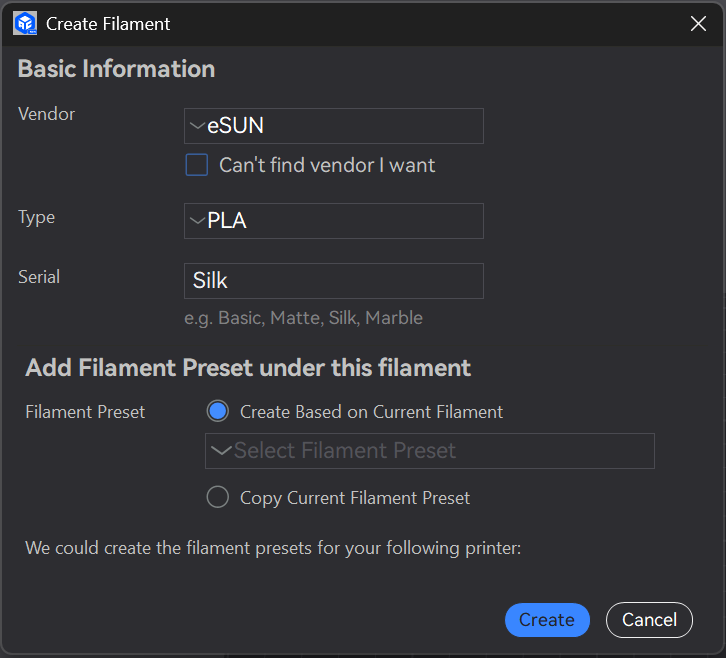 Create Filament
Basic Information
Vendor
eSUN
Can't find vendor I want
Type
PLA
Serial
Silk
e.g. Basic, Matte, Silk, Marble
Add Filament Preset under this filament
Filament Preset
Create Based on Current Filament
Select Filament Preset
Copy Current Filament Preset
We could create the filament presets for your following printer:
Create
Cancel